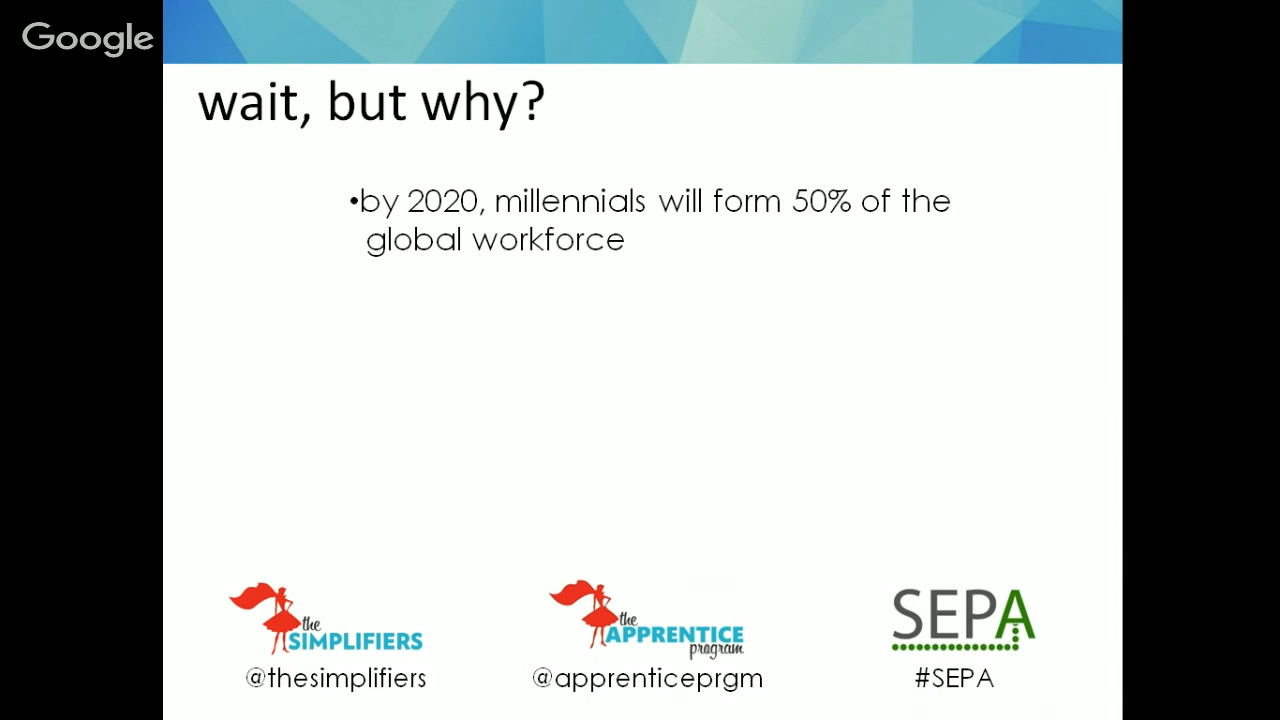 Google
wait, but why?
•by 2020, millennials will form 50% of the
global workforce
the
SIMPLIFIERS
@thesimplifiers
the
APPRENTICE
program
@apprenticeprgm
SEPA
#SEPA